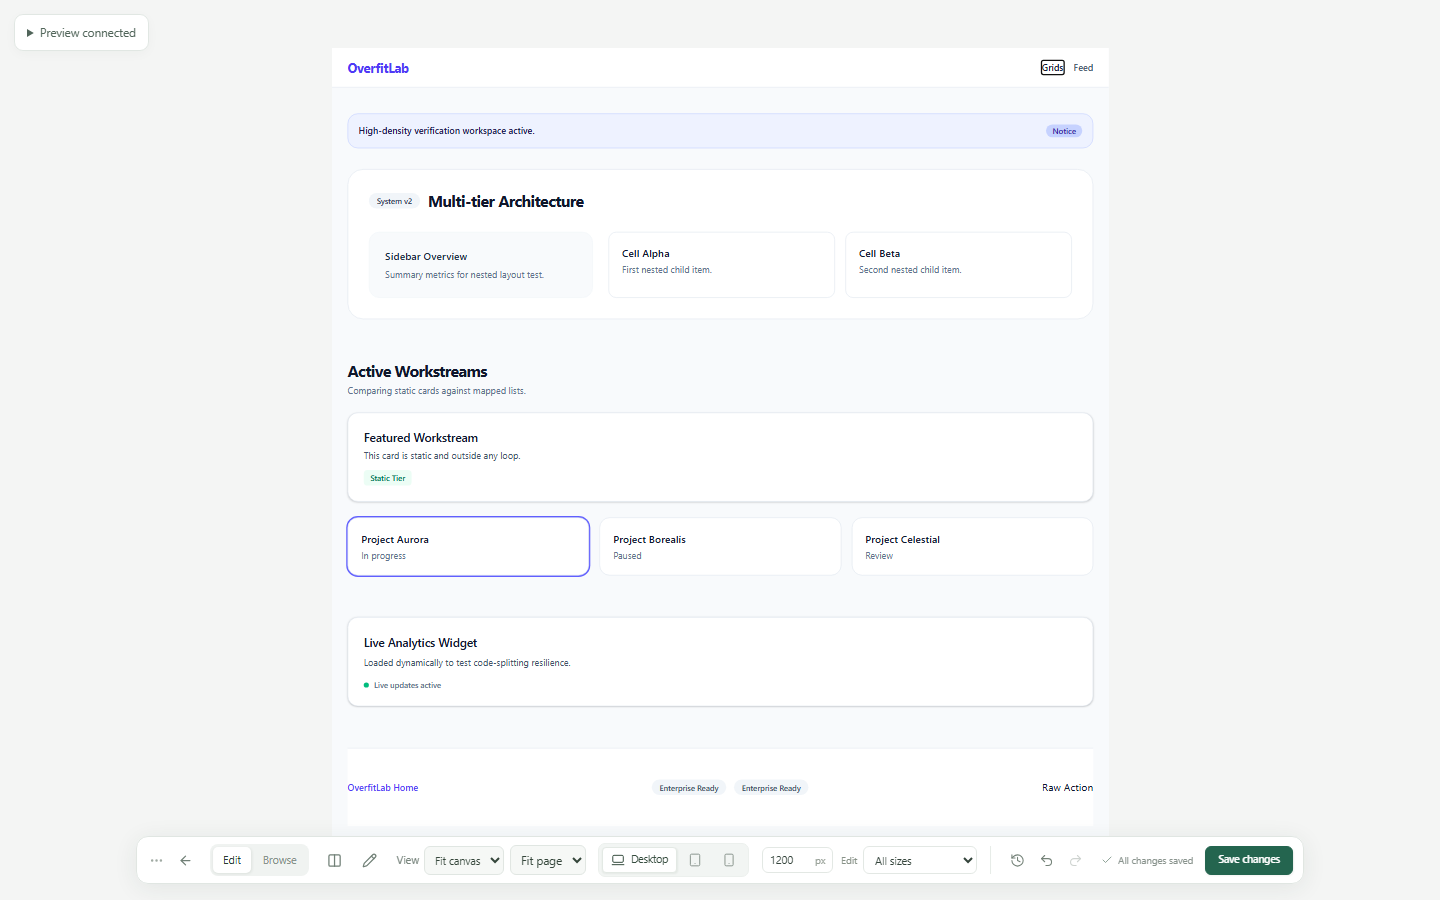 Preview connected
OverfitLab
Grids Feed
High-density verification workspace active.
Notice
System v2
Multi-tier Architecture
Sidebar Overview
Summary metrics for nested layout test.
Cell Alpha
First nested child item.
Cell Beta
Second nested child item.
Active Workstreams
Comparing static cards against mapped lists.
Featured Workstream
This card is static and outside any loop.
Static Tier
Project Aurora
In progress
Project Borealis
Paused
Project Celestial
Review
Live Analytics Widget
Loaded dynamically to test code-splitting resilience.
Live updates active
OverfitLab Home
Enterprise Ready
Enterprise Ready
Raw Action
Edit Browse View Fit canvas Fit page Desktop 1200 px Edit All sizes All changes saved Save changes